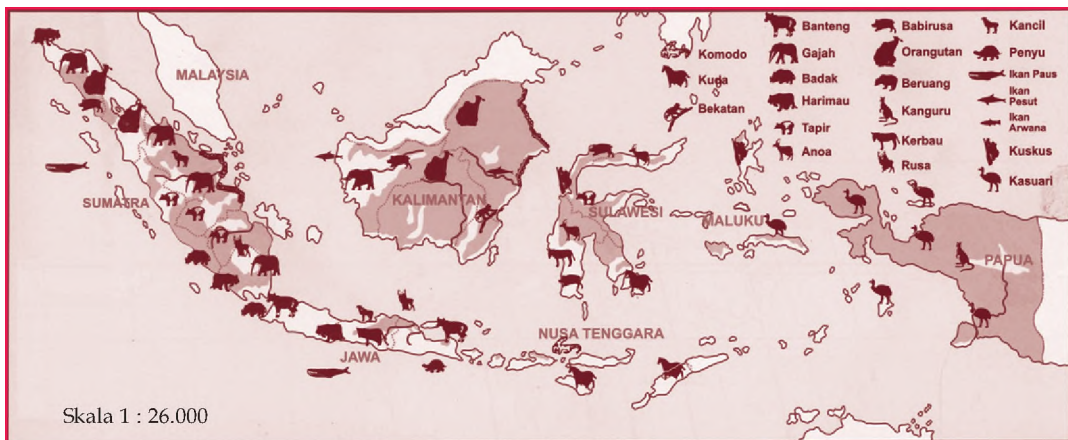 MALAYSIA
SUMATRA
KALIMANTAN
SULAWESI
MALUKU
PAPUA
JAWA
NUSA TENGGARA
Komodo
Kuda
Bekatan
Banteng
Gajah
Badak
Harimau
Tapir
Anoa
Babirusa
Orangutan
Beruang
Kanguru
Kerbau
Rusa
Kancil
Penyu
Ikan Paus
Ikan
Pesut
Ikan
Arwana
Kuskus
Kasuari
Skala 1 : 26.000